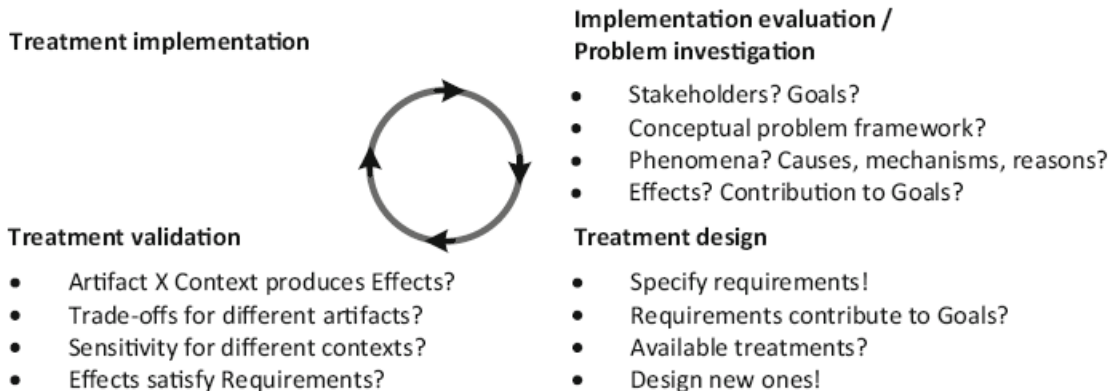 Treatment implementation
Implementation evaluation /
Problem investigation
• Stakeholders? Goals?
• Conceptual problem framework?
• Phenomena? Causes, mechanisms, reasons?
• Effects? Contribution to Goals?
Treatment validation
• Artifact X Context produces Effects?
• Trade-offs for different artifacts?
• Sensitivity for different contexts?
• Effects satisfy Requirements?
Treatment design
• Specify requirements!
• Requirements contribute to Goals?
• Available treatments?
• Design new ones!